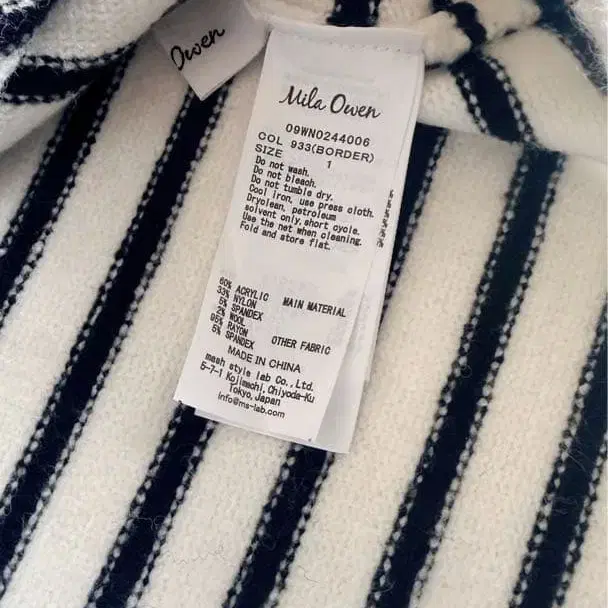 Owen
Mila Owen
09WN0244006
COL 933(BORDER)
SIZE 1
Do not wash.
Do not bleach.
Do not tumble dry.
Cool iron, use press cloth.
Dryclean, petroleum
solvent only, short cycle.
Use the net when cleaning.
Fold and store flat.
60% ACRYLIC MAIN MATERIAL
33% NYLON
5% SPANDEX
2% WOOL
95% RAYON OTHER FABRIC
5% SPANDEX
MADE IN CHINA
mash style lab Co., Ltd.
5-7-1 Kojimachi, Chiyoda-Ku
Tokyo, Japan
info@ms-lab.com